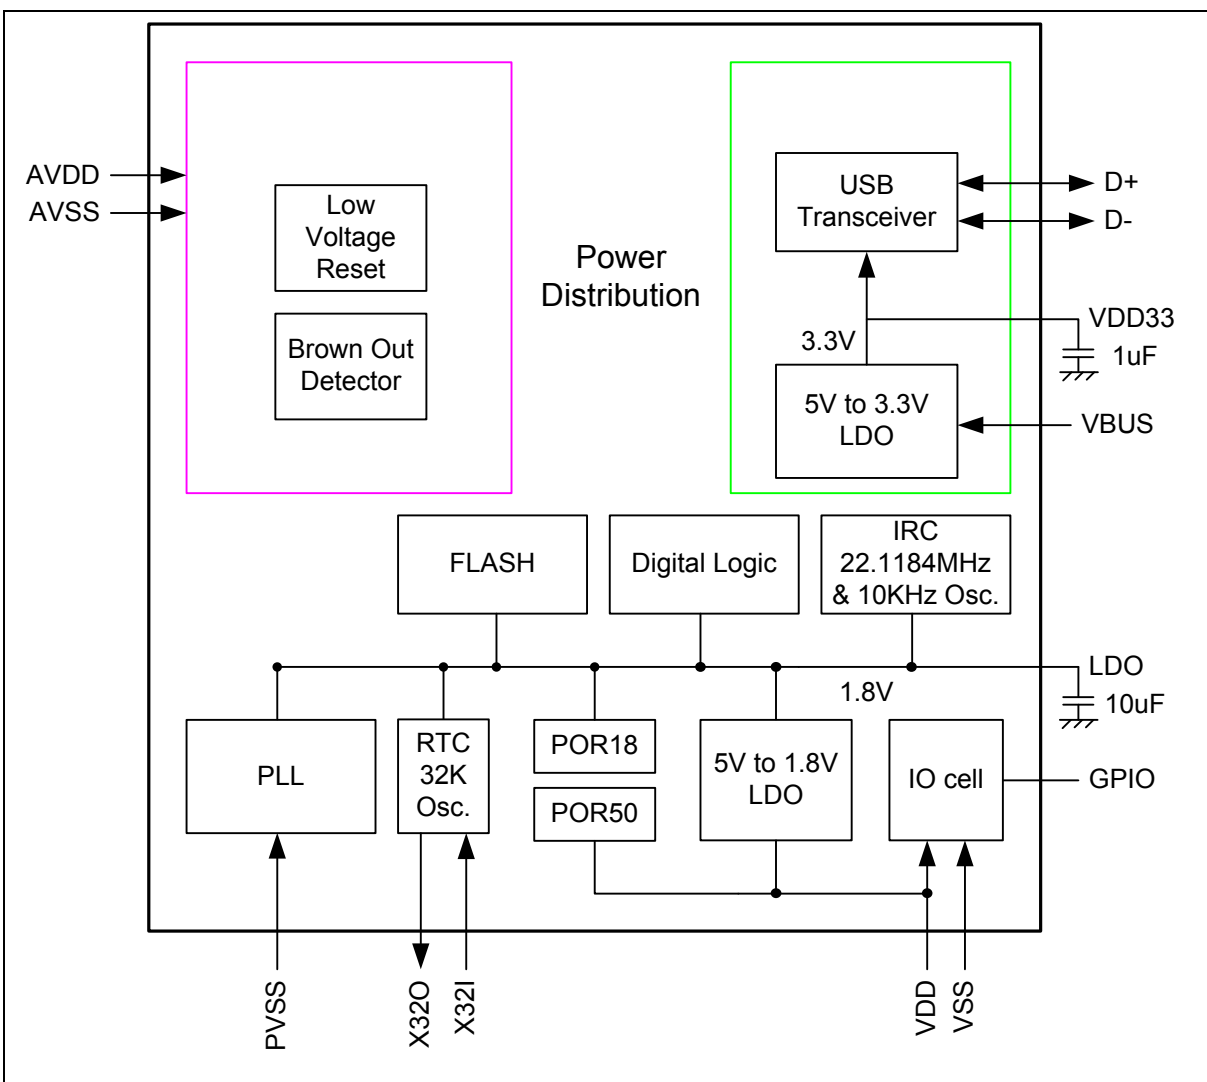 AVDD
AVSS
Low
Voltage
Reset
Brown Out
Detector
Power
Distribution
USB
Transceiver
D+
D-
3.3V
VDD33
1uF
5V to 3.3V
LDO
VBUS
FLASH
Digital Logic
IRC
22.1184MHz
& 10KHz Osc.
1.8V
LDO
10uF
PLL
RTC
32K
Osc.
POR18
POR50
5V to 1.8V
LDO
IO cell
GPIO
PVSS
X32O
X32I
VDD
VSS